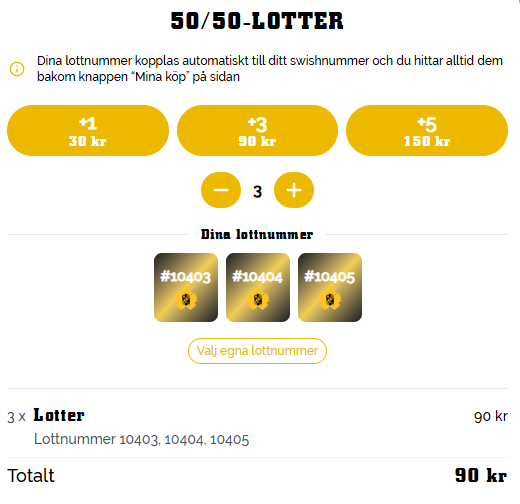 50/50-LOTTER
Dina lottnummer kopplas automatiskt till ditt swishnummer och du hittar alltid dem
bakom knappen “Mina köp” på sidan
+1
30 kr
+3
90 kr
+5
150 kr
3
Dina lottnummer
#10403
#10404
#10405
Välj egna lottnummer
3 x Lotter 90 kr
Lottnummer 10403, 10404, 10405
Totalt 90 kr